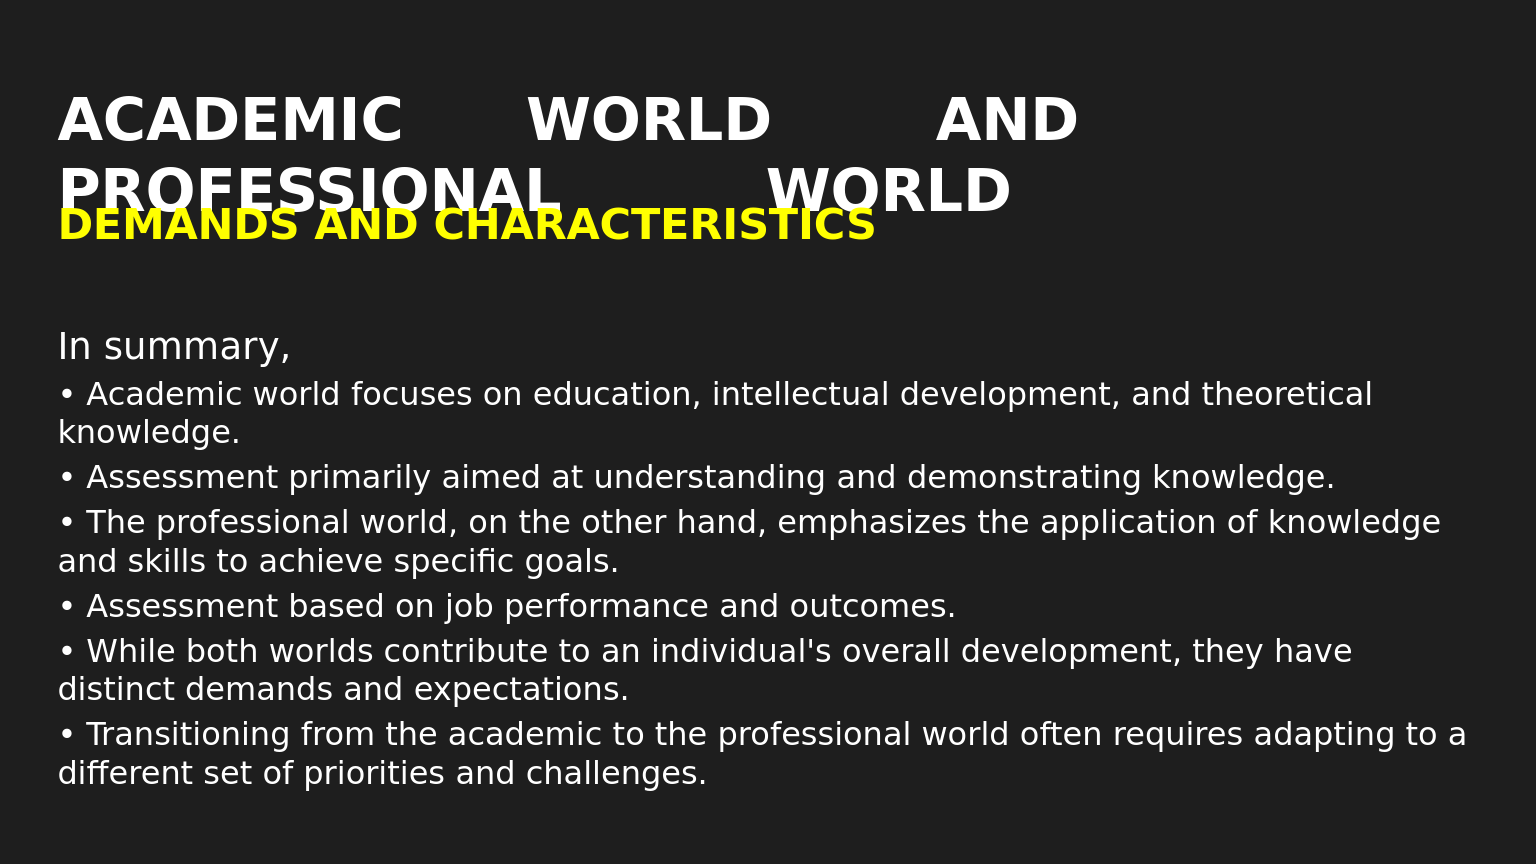 ACADEMIC WORLD AND
PROFESSIONAL WORLD
DEMANDS AND CHARACTERISTICS
In summary,
• Academic world focuses on education, intellectual development, and theoretical
knowledge.
• Assessment primarily aimed at understanding and demonstrating knowledge.
• The professional world, on the other hand, emphasizes the application of knowledge
and skills to achieve specific goals.
• Assessment based on job performance and outcomes.
• While both worlds contribute to an individual's overall development, they have
distinct demands and expectations.
• Transitioning from the academic to the professional world often requires adapting to a
different set of priorities and challenges.